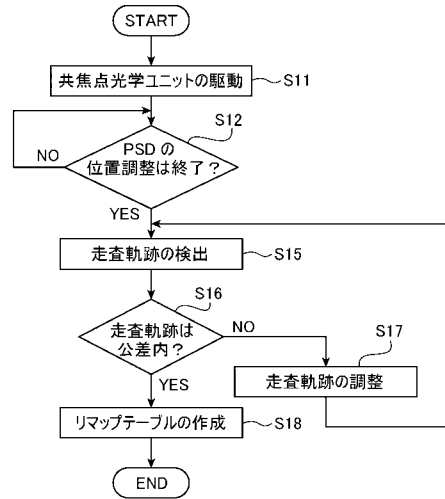 START
共焦点光学ユニットの駆動
S11
S12
PSDの
位置調整は終了?
NO
YES
走査軌跡の検出
S15
S16
走査軌跡は
公差内?
NO
S17
YES
走査軌跡の調整
リマップテーブルの作成
S18
END